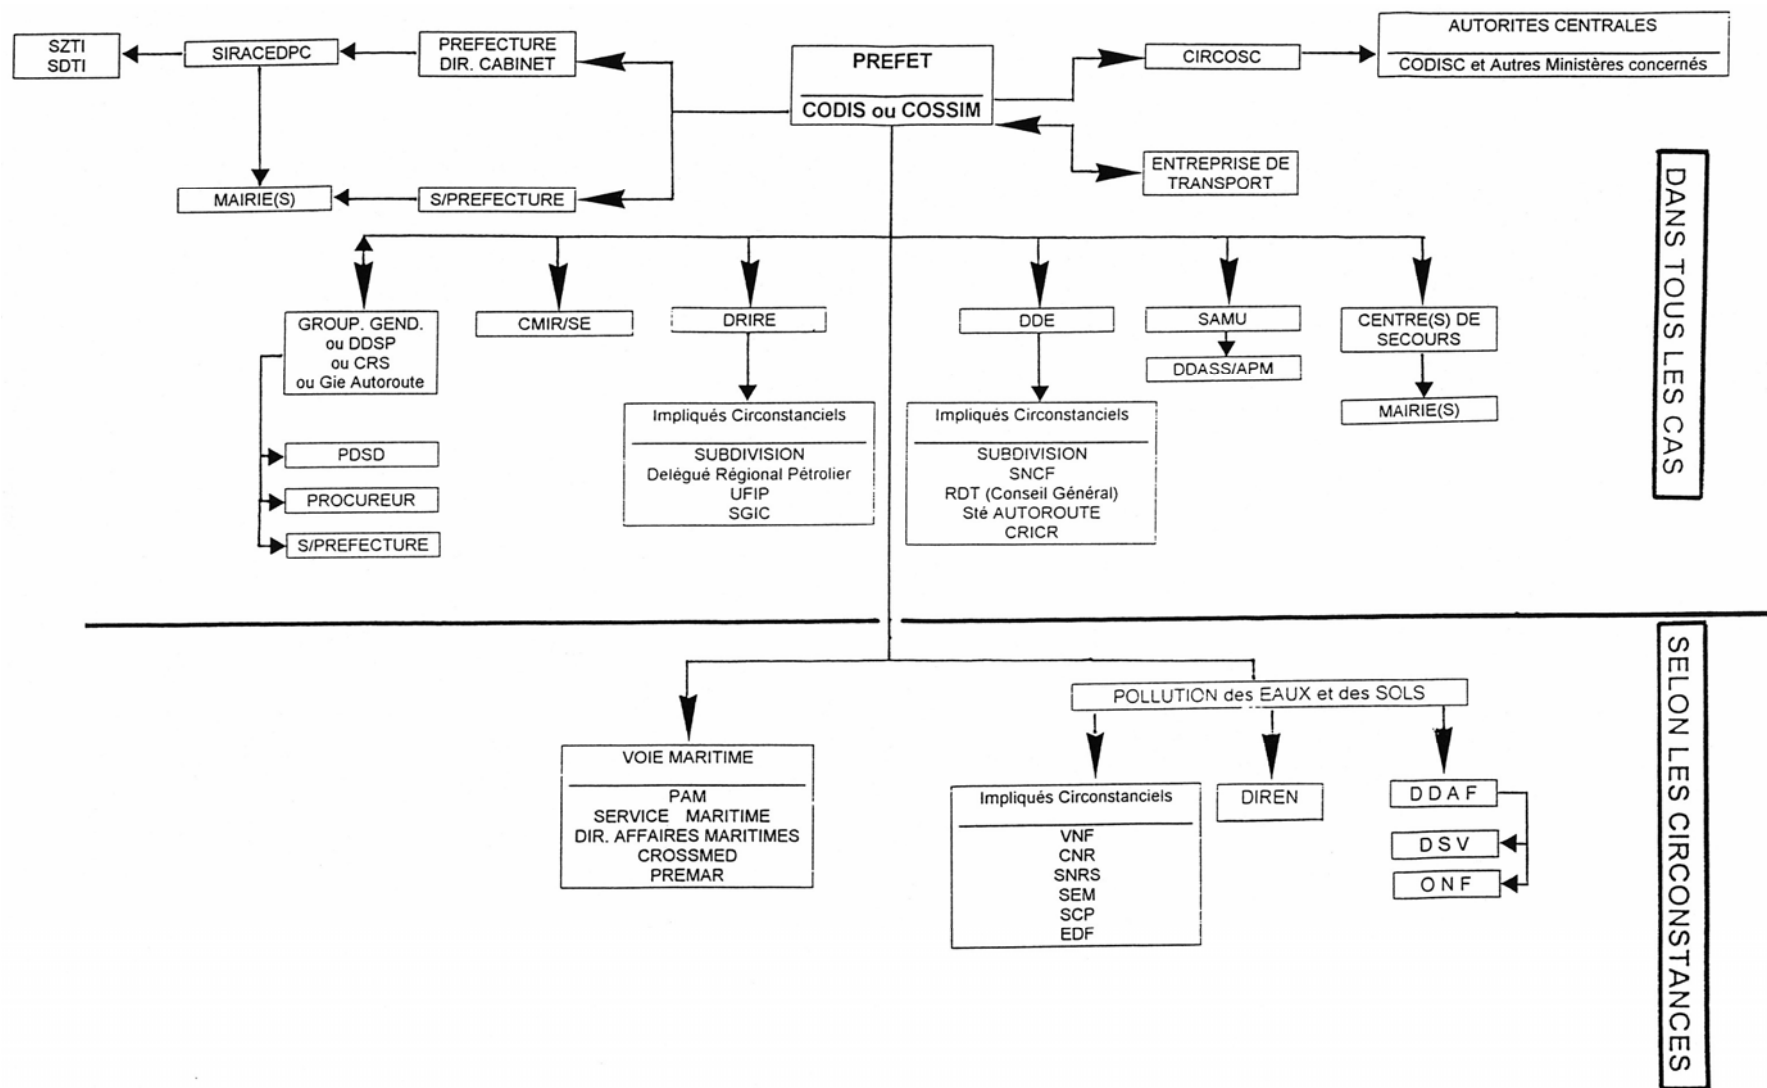 SZTI
SDTI
SIRACEDPC
PREFECTURE
DIR. CABINET
PREFET
CODIS ou COSSIM
CIRCOSC
AUTORITES CENTRALES
CODISC et Autres Ministères concernés
MAIRIE(S)
S/PREFECTURE
ENTREPRISE DE
TRANSPORT
DANS TOUS LES CAS
GROUP. GEND.
ou DDSP
ou CRS
ou Gie Autoroute
CMIR/SE
DRIRE
DDE
SAMU
CENTRE(S) DE
SECOURS
DDASS/APM
MAIRIE(S)
PDSD
PROCUREUR
S/PREFECTURE
Impliqués Circonstanciels
SUBDIVISION
Delégué Régional Pétrolier
UFIP
SGIC
Impliqués Circonstanciels
SUBDIVISION
SNCF
RDT (Conseil Général)
Sté AUTOROUTE
CRICR
SELON LES CIRCONSTANCES
POLLUTION des EAUX et des SOLS
VOIE MARITIME
PAM
SERVICE MARITIME
DIR. AFFAIRES MARITIMES
CROSSMED
PREMAR
Impliqués Circonstanciels
VNF
CNR
SNRS
SEM
SCP
EDF
DIREN
D D A F
D S V
O N F